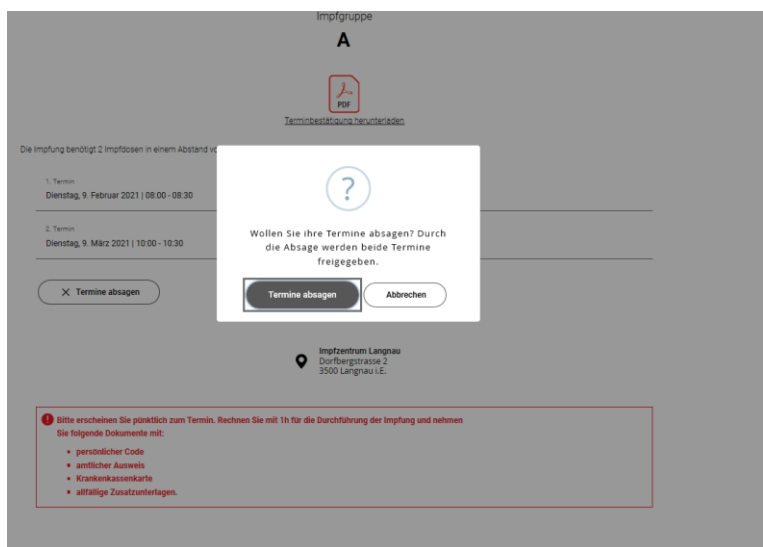 Impfgruppe
A
PDF
Terminbestätigung herunterladen
Die Impfung benötigt 2 Impfdosen in einem Abstand
1. Termin
Dienstag, 9. Februar 2021 | 08:00 - 08:30
2. Termin
Dienstag, 9. März 2021 | 10:00 - 10:30
Termine absagen
?
Wollen Sie ihre Termine absagen? Durch
die Absage werden beide Termine
freigegeben.
Termine absagen
Abbrechen
Impfzentrum Langnau
Dorfbergstrasse 2
3500 Langnau i.E.
Bitte erscheinen Sie pünktlich zum Termin. Rechnen Sie mit 1h für die Durchführung der Impfung und nehmen
Sie folgende Dokumente mit:
persönlicher Code
amtlicher Ausweis
Krankenkassenkarte
allfällige Zusatzunterlagen.